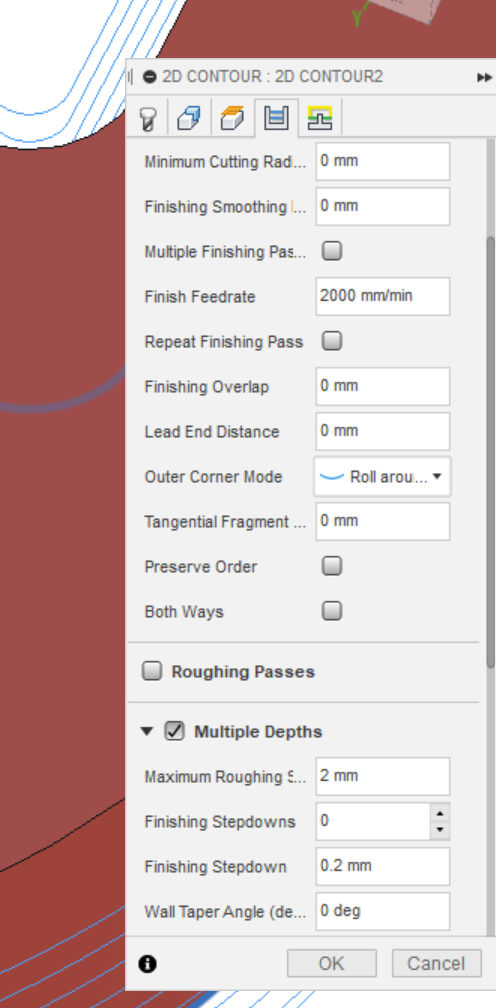 Y
2D CONTOUR : 2D CONTOUR2
Minimum Cutting Rad... 0 mm
Finishing Smoothing ... 0 mm
Multiple Finishing Pas...
Finish Feedrate 2000 mm/min
Repeat Finishing Pass
Finishing Overlap 0 mm
Lead End Distance 0 mm
Outer Corner Mode Roll arou...
Tangential Fragment ... 0 mm
Preserve Order
Both Ways
Roughing Passes
Multiple Depths
Maximum Roughing S... 2 mm
Finishing Stepdowns 0
Finishing Stepdown 0.2 mm
Wall Taper Angle (de... 0 deg
OK Cancel